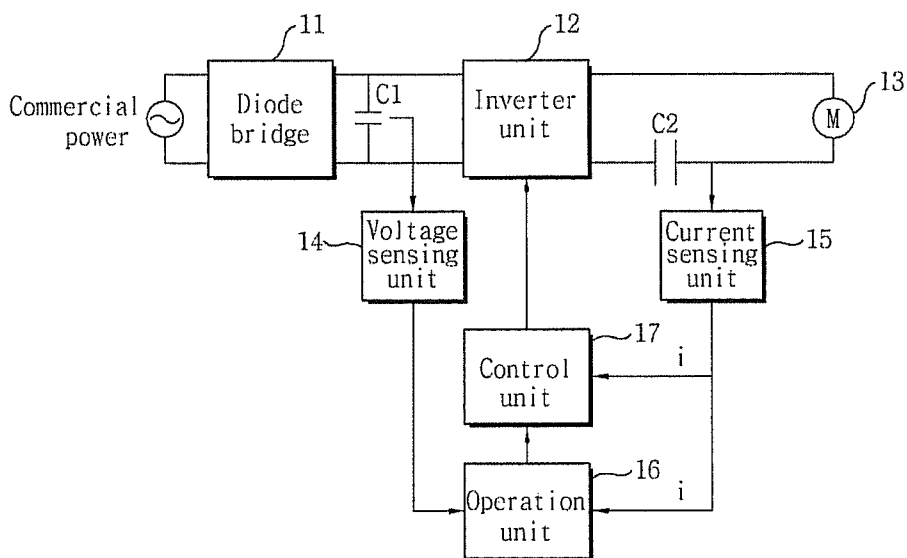 11
12
Commercial
power
Diode
bridge
C1
Inverter
unit
C2
M
13
14
Voltage
sensing
unit
Current
sensing
unit
15
17
Control
unit
i
16
Operation
unit
i